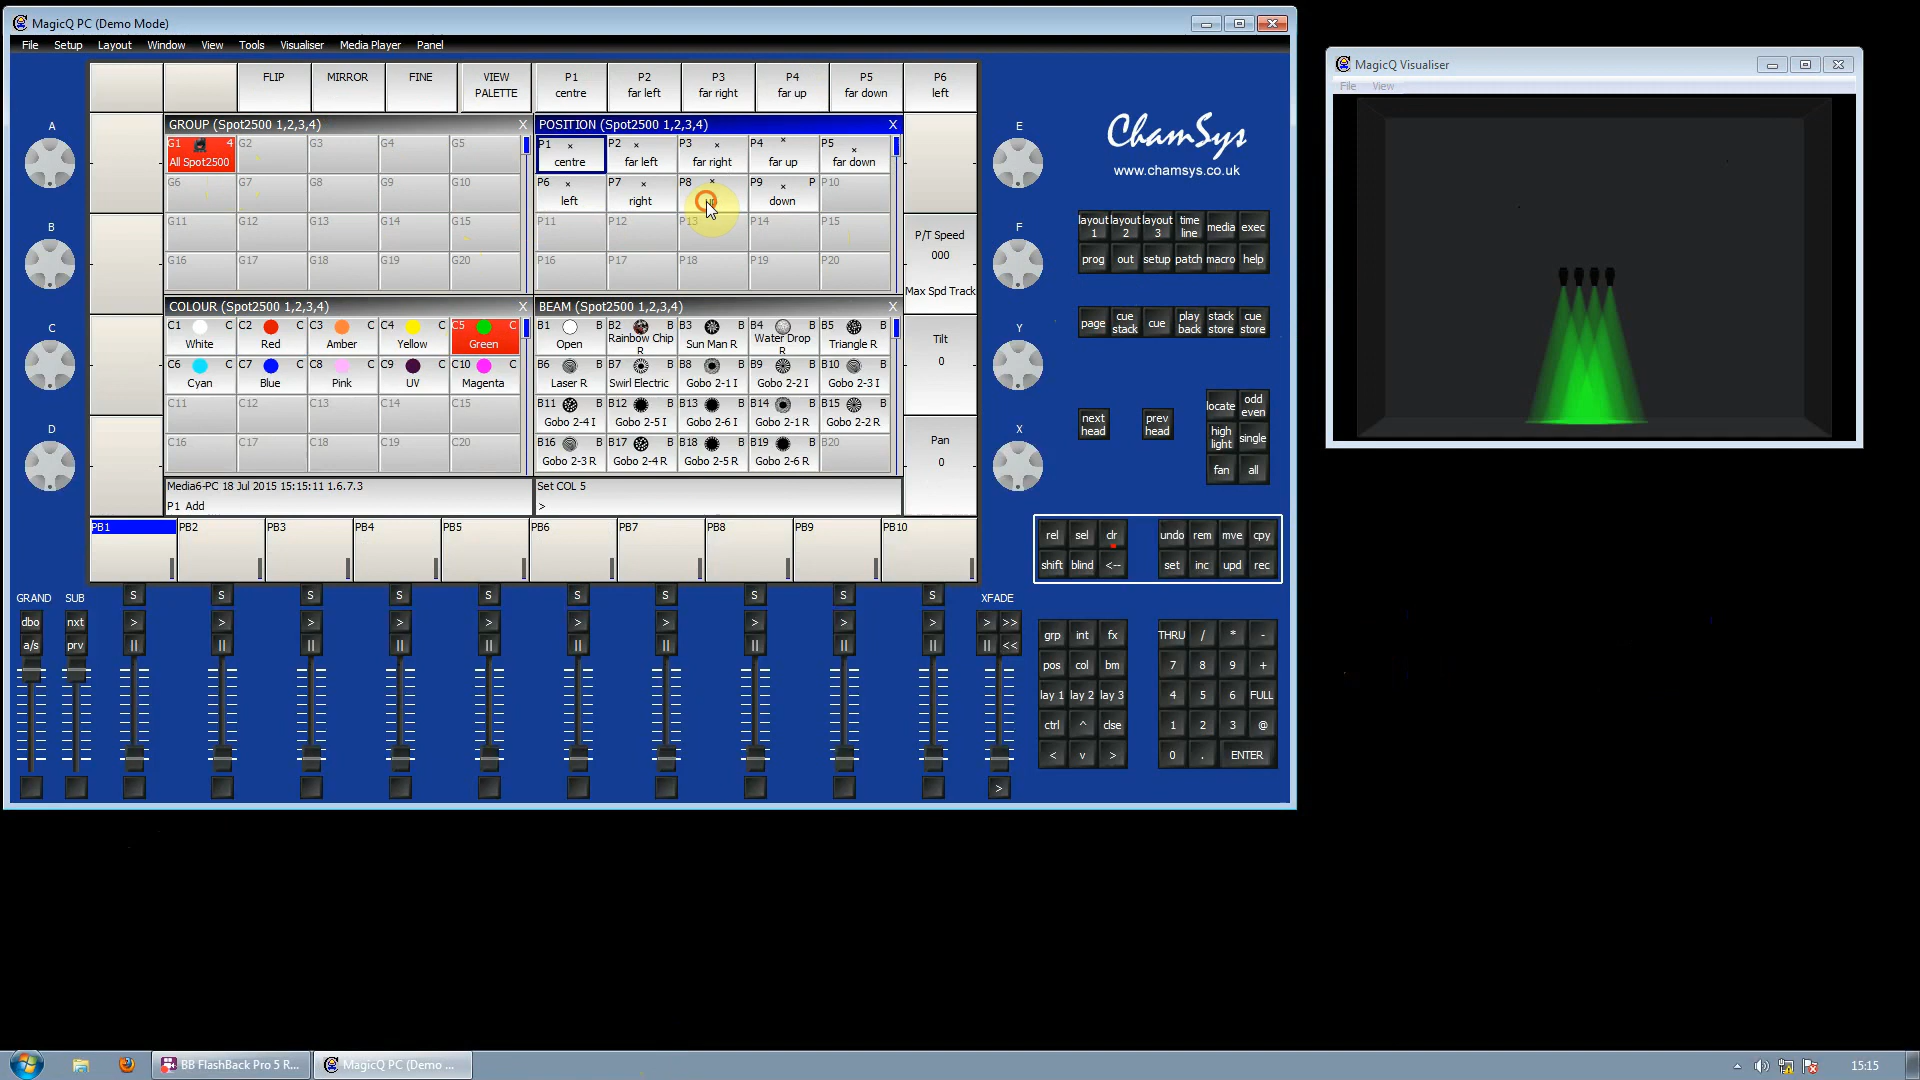 MagicQ PC (Demo Mode)
File Setup Layout Window View Tools Visualiser Media Player Panel
FLIP MIRROR FINE VIEW PALETTE
P1 centre P2 far left P3 far right P4 far up P5 far down P6 left
GROUP (Spot2500 1,2,3,4) X
G1 4 All Spot2500 G2 G3 G4 G5
G6 G7 G8 G9 G10
G11 G12 G13 G14 G15
G16 G17 G18 G19 G20
POSITION (Spot2500 1,2,3,4) X
P1 centre P2 far left P3 far right P4 far up P5 far down
P6 left P7 right P8 P9 P down P10
P11 P12 P13 P14 P15
P16 P17 P18 P19 P20
COLOUR (Spot2500 1,2,3,4) X
C1 C White C2 C Red C3 C Amber C4 C Yellow C5 C Green
C6 C Cyan C7 C Blue C8 C Pink C9 C UV C10 C Magenta
C11 C12 C13 C14 C15
C16 C17 C18 C19 C20
BEAM (Spot2500 1,2,3,4) X
B1 B Open B2 B Rainbow Chip R B3 B Sun Man R B4 B Water Drop R B5 B Triangle R
B6 B Laser R B7 B Swirl Electric B8 B Gobo 2-1 I B9 B Gobo 2-2 I B10 B Gobo 2-3 I
B11 B Gobo 2-4 I B12 B Gobo 2-5 I B13 B Gobo 2-6 I B14 B Gobo 2-1 R B15 B Gobo 2-2 R
B16 B Gobo 2-3 R B17 B Gobo 2-4 R B18 B Gobo 2-5 R B19 B Gobo 2-6 R B20
P/T Speed
000
Max Spd Track
Tilt
0
Pan
0
Media6-PC 18 Jul 2015 15:15:11 1.6.7.3
P1 Add
Set COL 5
>
PB1 PB2 PB3 PB4 PB5 PB6 PB7 PB8 PB9 PB10
A
B
C
D
E
F
Y
X
ChamSys
www.chamsys.co.uk
layout 1 layout 2 layout 3 time line media exec
prog out setup patch macro help
page cue stack cue play back stack store cue store
next head prev head
locate odd even
high light single
fan all
rel sel clr undo rem mve cpy
shift blind <-- set inc upd rec
GRAND SUB XFADE
dbo nxt
a/s prv
S S S S S S S S S S
> > > > > > > > > > > >>
|| || || || || || || || || || || <<
>
grp int fx THRU / * -
pos col bm 7 8 9 +
lay 1 lay 2 lay 3 4 5 6 FULL
ctrl ^ clse 1 2 3 @
< v > 0 . ENTER
MagicQ Visualiser
File View
BB FlashBack Pro 5 R...
MagicQ PC (Demo ...
15:15